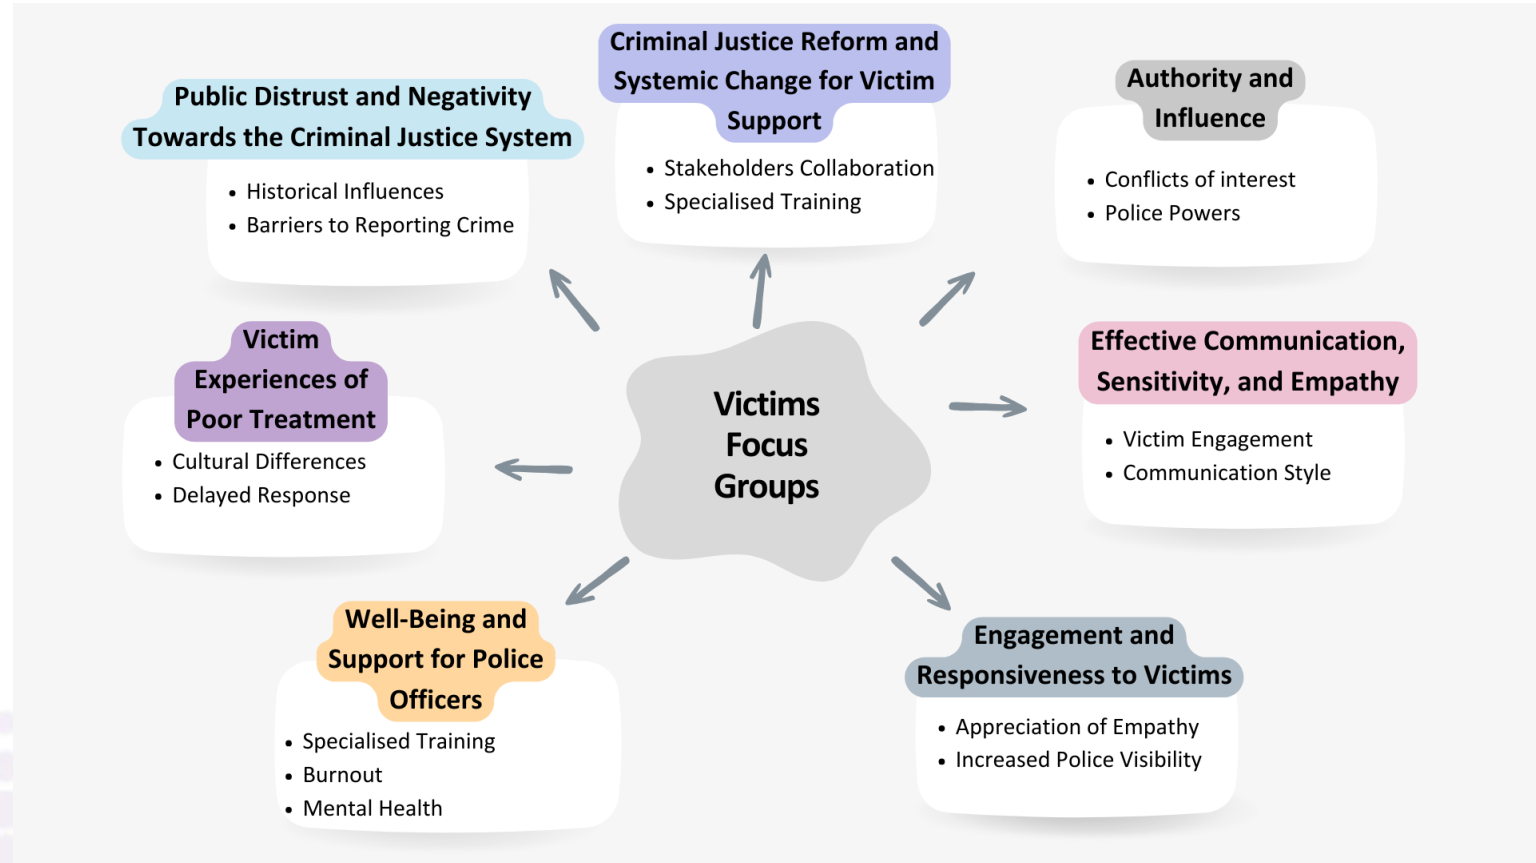 Criminal Justice Reform and
Systemic Change for Victim
Support
• Stakeholders Collaboration
• Specialised Training
Public Distrust and Negativity
Towards the Criminal Justice System
• Historical Influences
• Barriers to Reporting Crime
Authority and
Influence
• Conflicts of interest
• Police Powers
Victim
Experiences of
Poor Treatment
• Cultural Differences
• Delayed Response
Victims
Focus
Groups
Effective Communication,
Sensitivity, and Empathy
• Victim Engagement
• Communication Style
Well-Being and
Support for Police
Officers
• Specialised Training
• Burnout
• Mental Health
Engagement and
Responsiveness to Victims
• Appreciation of Empathy
• Increased Police Visibility